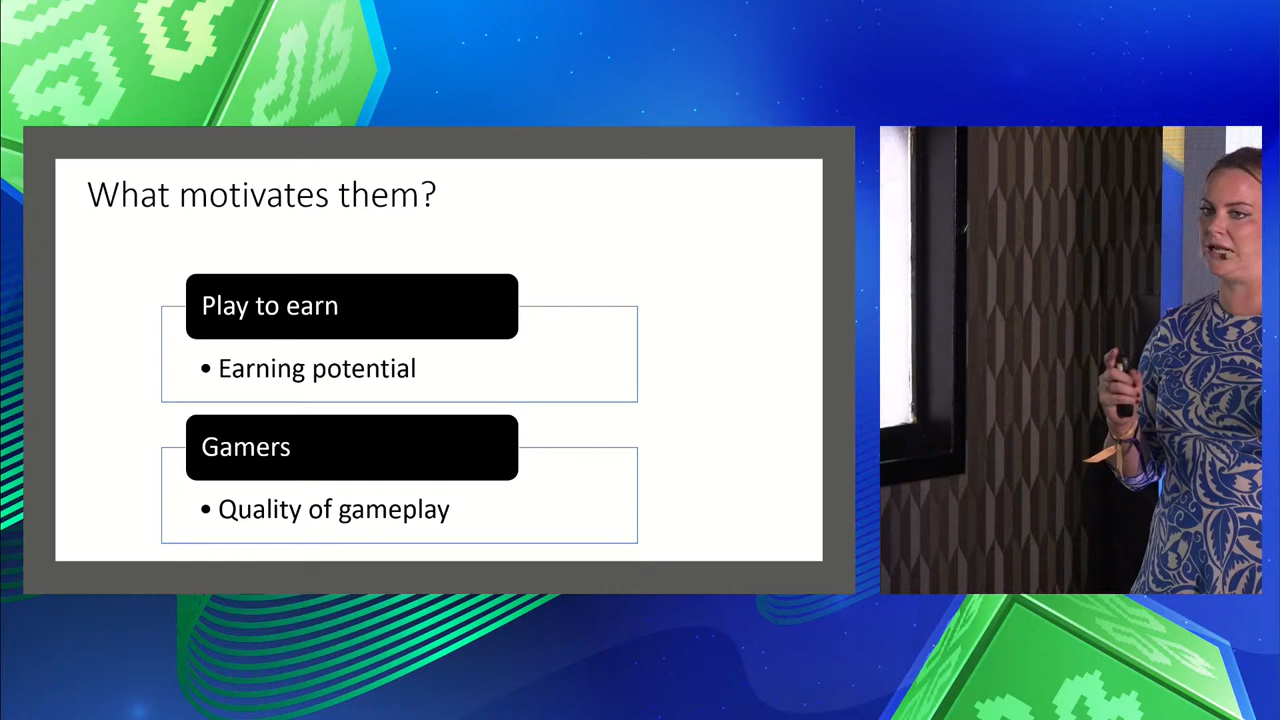 What motivates them?
Play to earn
• Earning potential
Gamers
• Quality of gameplay